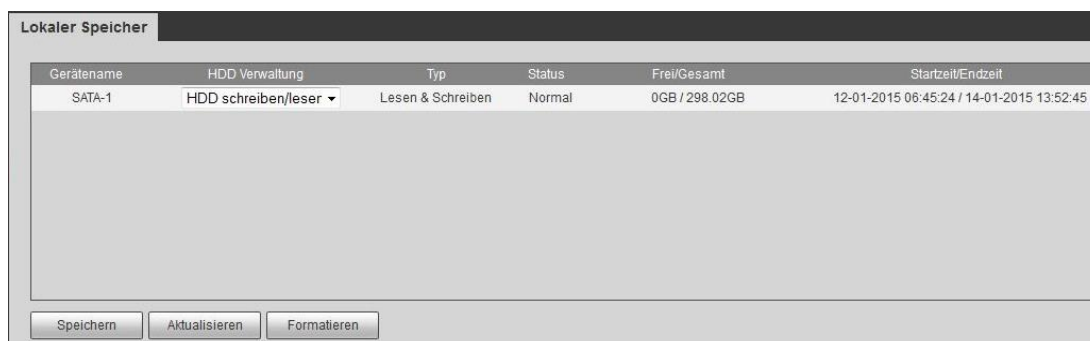 Lokaler Speicher
Gerätename HDD Verwaltung Typ Status Frei/Gesamt Startzeit/Endzeit
SATA-1 HDD schreiben/leser Lesen & Schreiben Normal 0GB / 298.02GB 12-01-2015 06:45:24 / 14-01-2015 13:52:45
Speichern Aktualisieren Formatieren